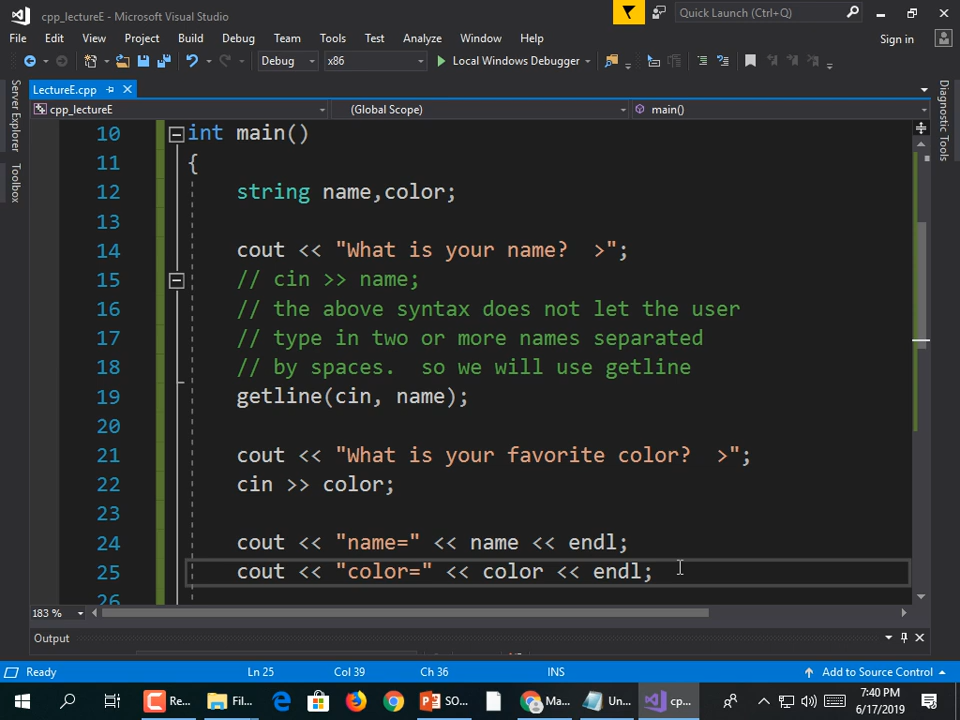 cpp_lectureE - Microsoft Visual Studio
Quick Launch (Ctrl+Q)
File Edit View Project Build Debug Team Tools Test Analyze Window Help
Sign in
Debug x86 Local Windows Debugger
LectureE.cpp
cpp_lectureE (Global Scope) main()
Server Explorer
Toolbox
Diagnostic Tools
10 int main()
11 {
12 string name,color;
13
14 cout << "What is your name?  >";
15 // cin >> name;
16 // the above syntax does not let the user
17 // type in two or more names separated
18 // by spaces.  so we will use getline
19 getline(cin, name);
20
21 cout << "What is your favorite color?  >";
22 cin >> color;
23
24 cout << "name=" << name << endl;
25 cout << "color=" << color << endl;
26
183 %
Output
Ready Ln 25 Col 39 Ch 36 INS Add to Source Control
Re... Fil... SO... Ma... Un... cp...
7:40 PM
6/17/2019